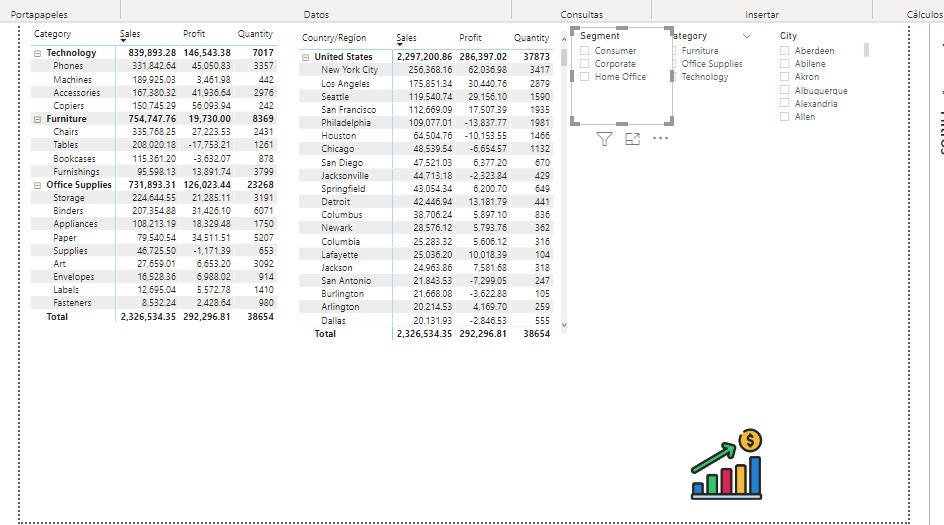 Portapapeles Datos Consultas Insertar Cálculos
Category Sales Profit Quantity
Technology 839,893.28 146,543.38 7017
Phones 331,842.64 45,050.83 3357
Machines 189,925.03 3,461.98 442
Accessories 167,380.32 41,936.64 2976
Copiers 150,745.29 56,093.94 242
Furniture 754,747.76 19,730.00 8369
Chairs 335,768.25 27,223.53 2431
Tables 208,020.18 -17,753.21 1261
Bookcases 115,361.20 -3,632.07 878
Furnishings 95,598.13 13,891.74 3799
Office Supplies 731,893.31 126,023.44 23268
Storage 224,644.55 21,285.11 3191
Binders 207,354.88 31,426.10 6071
Appliances 108,213.19 18,329.48 1750
Paper 79,540.54 34,511.51 5207
Supplies 46,725.50 -1,171.39 653
Art 27,659.01 6,653.20 3092
Envelopes 16,528.36 6,988.02 914
Labels 12,695.04 5,572.78 1410
Fasteners 8,532.24 2,428.64 980
Total 2,326,534.35 292,296.81 38654
Country/Region Sales Profit Quantity
United States 2,297,200.86 286,397.02 37873
New York City 256,368.16 62,036.98 3417
Los Angeles 175,851.34 30,440.76 2879
Seattle 119,540.74 29,156.10 1590
San Francisco 112,669.09 17,507.39 1935
Philadelphia 109,077.01 -13,837.77 1981
Houston 64,504.76 -10,153.55 1466
Chicago 48,539.54 -6,654.57 1132
San Diego 47,521.03 6,377.20 670
Jacksonville 44,713.18 -2,323.84 429
Springfield 43,054.34 6,200.70 649
Detroit 42,446.94 13,181.79 441
Columbus 38,706.24 5,897.10 836
Newark 28,576.12 5,793.76 362
Columbia 25,283.32 5,606.12 316
Lafayette 25,036.20 10,018.39 104
Jackson 24,963.86 7,581.68 318
San Antonio 21,843.53 -7,299.05 247
Burlington 21,668.08 -3,622.88 105
Arlington 20,214.53 4,169.70 259
Dallas 20,131.93 -2,846.53 555
Total 2,326,534.35 292,296.81 38654
Segment
Consumer
Corporate
Home Office
ategory
Furniture
Office Supplies
Technology
City
Aberdeen
Abilene
Akron
Albuquerque
Alexandria
Allen
$